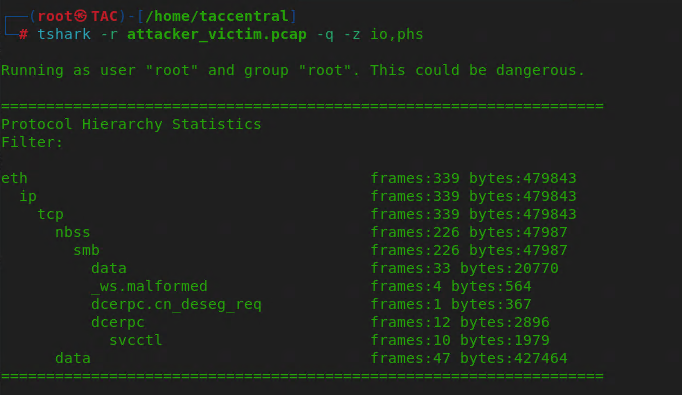 ┌──(root㉿TAC)-[/home/taccentral]
└─# tshark -r attacker_victim.pcap -q -z io,phs
Running as user "root" and group "root". This could be dangerous.
===================================================================
Protocol Hierarchy Statistics
Filter:
eth                                      frames:339 bytes:479843
  ip                                     frames:339 bytes:479843
    tcp                                  frames:339 bytes:479843
      nbss                               frames:226 bytes:47987
        smb                              frames:226 bytes:47987
          data                           frames:33 bytes:20770
          _ws.malformed                  frames:4 bytes:564
          dcerpc.cn_deseg_req            frames:1 bytes:367
          dcerpc                         frames:12 bytes:2896
            svcctl                       frames:10 bytes:1979
      data                               frames:47 bytes:427464
===================================================================